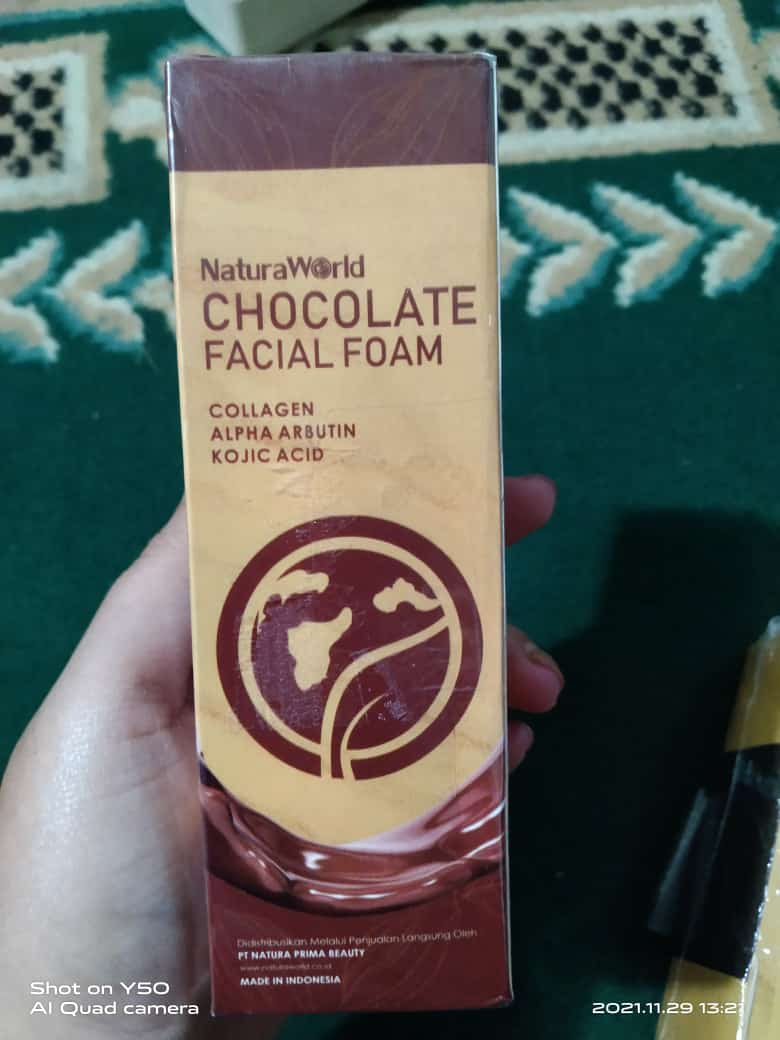 NaturaWorld
CHOCOLATE
FACIAL FOAM
COLLAGEN
ALPHA ARBUTIN
KOJIC ACID
Didistribusikan Melalui Penjualan Langsung Oleh
PT NATURA PRIMA BEAUTY
www.naturaworld.co.id
MADE IN INDONESIA
Shot on Y50
AI Quad camera
2021.11.29 13:21